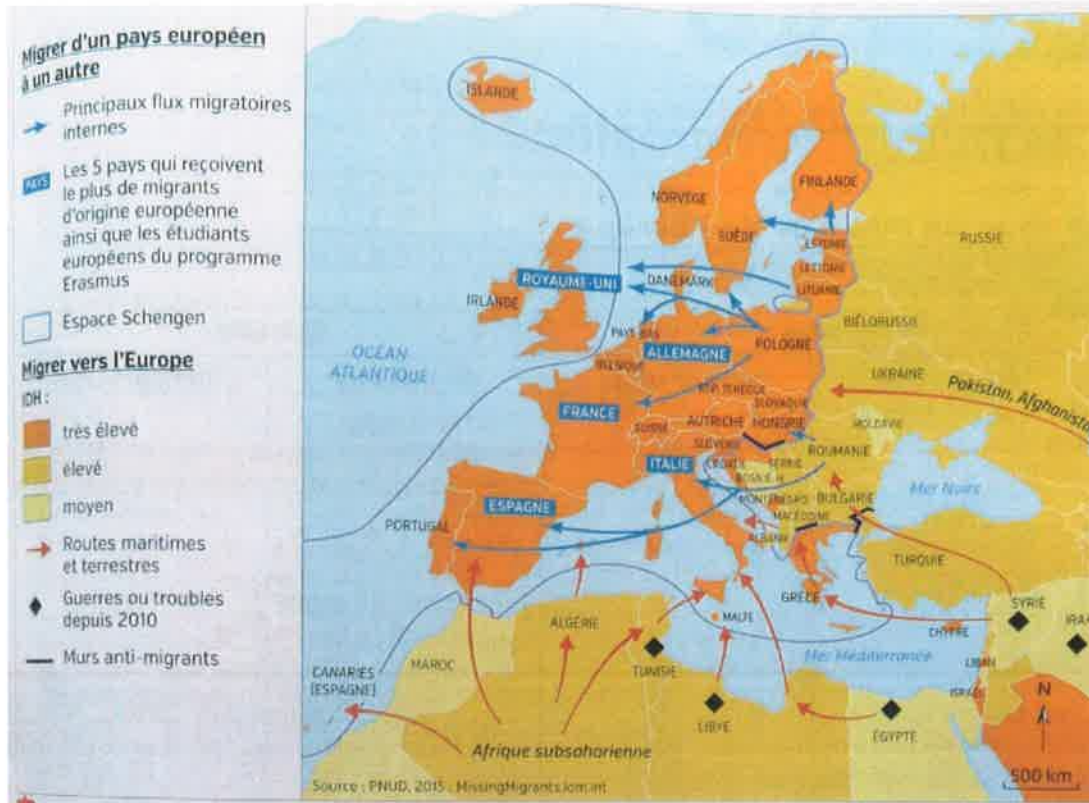 Migrer d'un pays européen
à un autre
Principaux flux migratoires
internes
PAYS
Les 5 pays qui reçoivent
le plus de migrants
d'origine européenne
ainsi que les étudiants
européens du programme
Erasmus
Espace Schengen
Migrer vers l'Europe
IDH :
très élevé
élevé
moyen
Routes maritimes
et terrestres
Guerres ou troubles
depuis 2010
Murs anti-migrants
ISLANDE
NORVÈGE
SUÈDE
FINLANDE
RUSSIE
ESTONIE
LETTONIE
LITUANIE
ROYAUME-UNI
DANEMARK
IRLANDE
BIÉLORUSSIE
PAYS-BAS
OCÉAN
ATLANTIQUE
ALLEMAGNE
POLOGNE
BELGIQUE
UKRAINE
Pakistan, Afghanistan
RÉP. TCHÈQUE
SLOVAQUIE
FRANCE
SUISSE
AUTRICHE
HONGRIE
MOLDAVIE
SLOVÉNIE
ROUMANIE
ITALIE
CROATIE
SERBIE
BOSNIE-H.
Mer Noire
ESPAGNE
MONTÉNÉGRO
BULGARIE
PORTUGAL
MACÉDOINE
ALBANIE
TURQUIE
GRÈCE
SYRIE
ALGÉRIE
MALTE
CHYPRE
IRAK
MAROC
TUNISIE
Mer Méditerranée
LIBAN
CANARIES
(ESPAGNE)
ISRAËL
N
LIBYE
ÉGYPTE
Afrique subsaharienne
500 km
Source : PNUD, 2015 ; MissingMigrants.iom.int